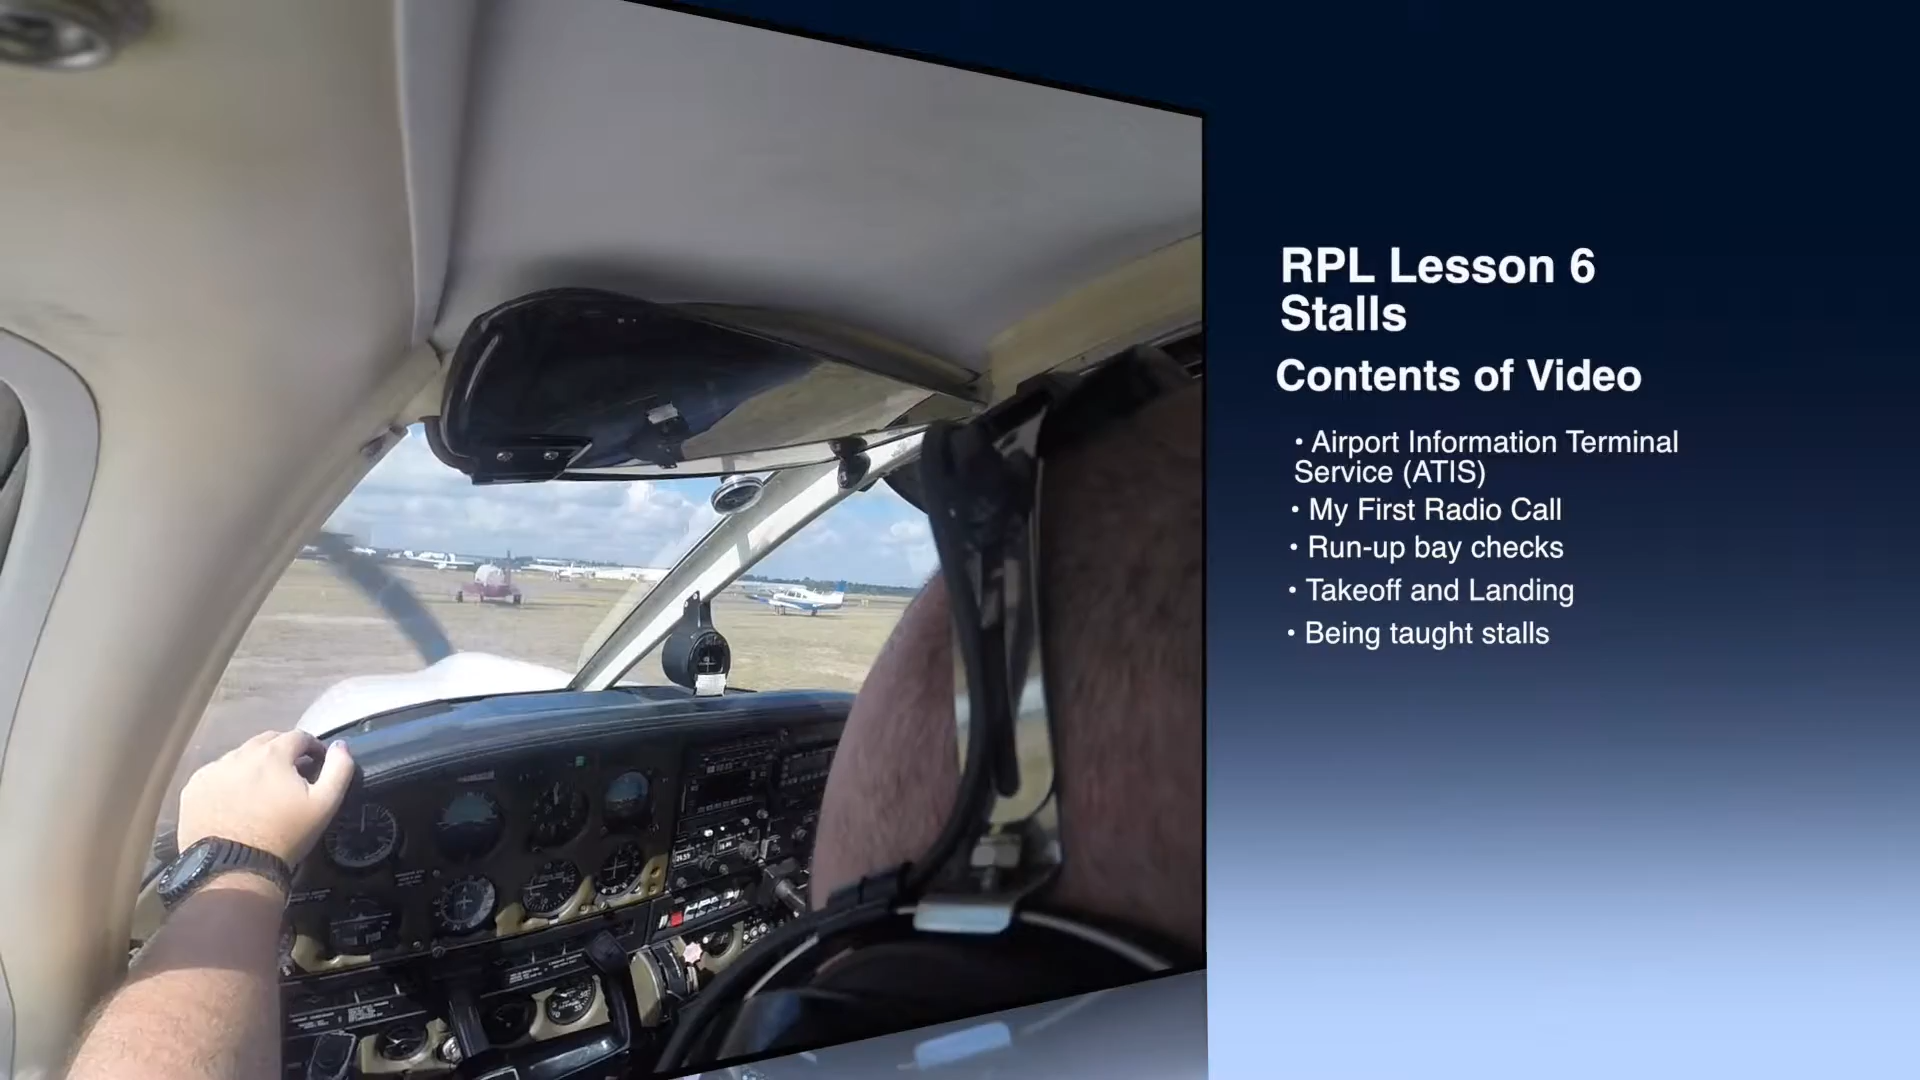 RPL Lesson 6
Stalls
Contents of Video
• Airport Information Terminal
Service (ATIS)
• My First Radio Call
• Run-up bay checks
• Takeoff and Landing
• Being taught stalls